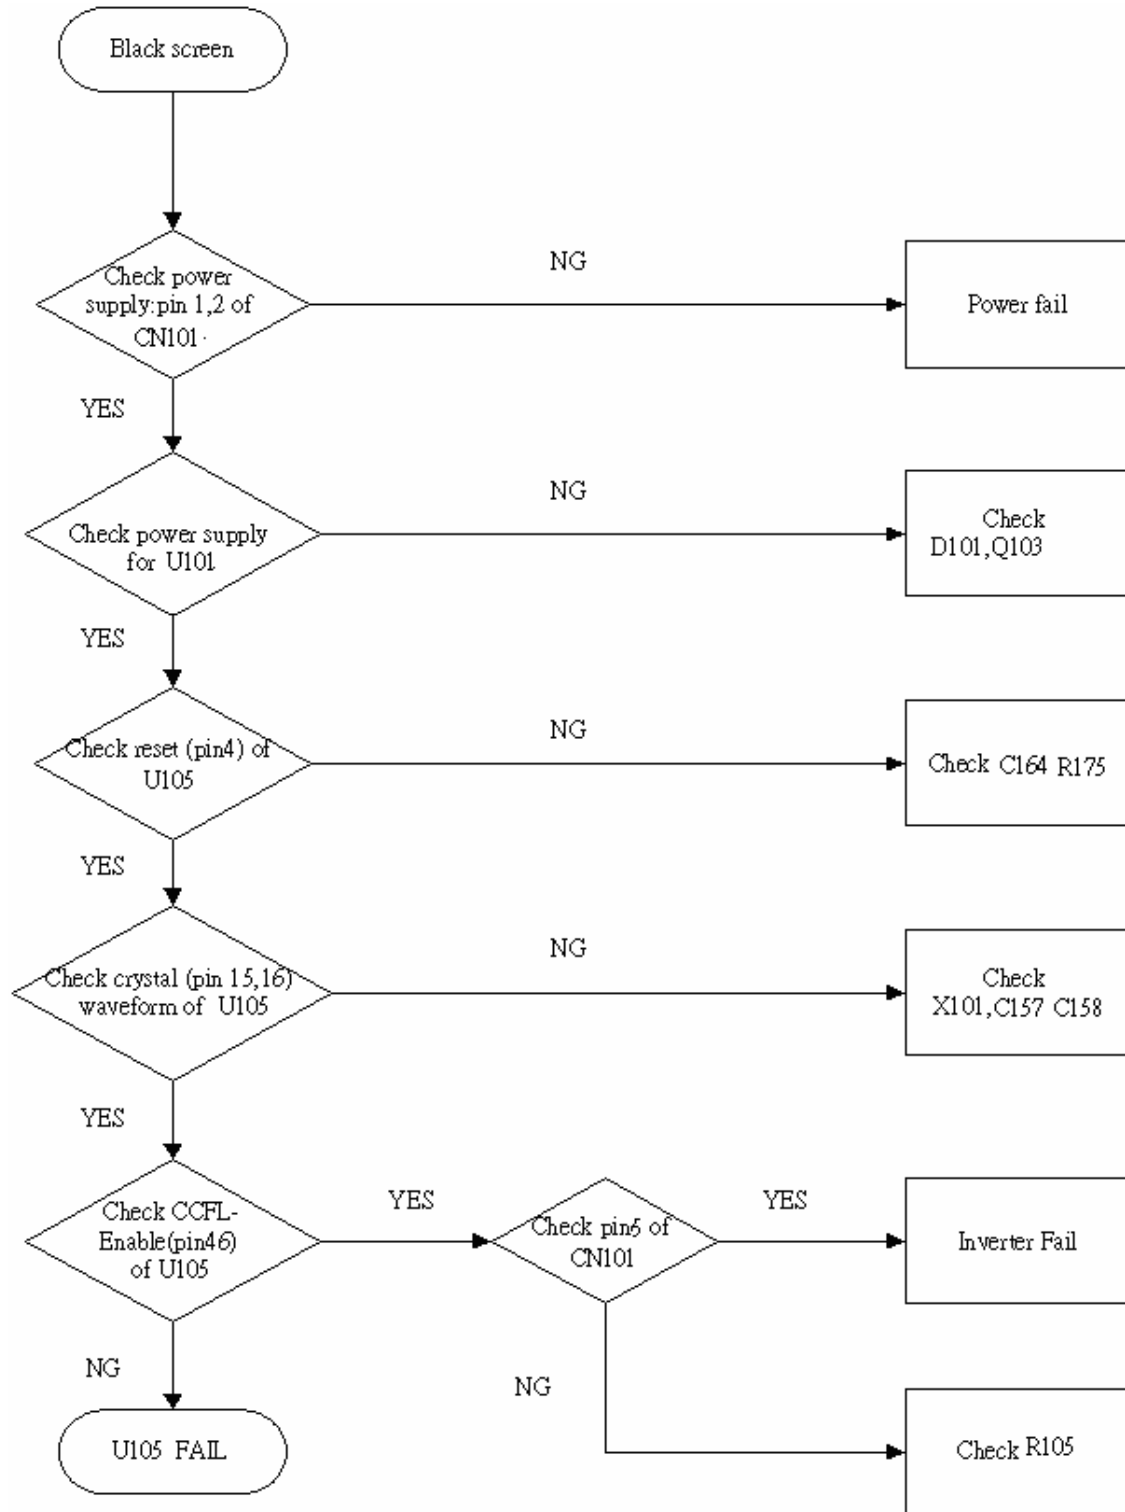 Black screen
Check power
supply:pin 1,2 of
CN101.
NG
Power fail
YES
Check power supply
for U101
NG
Check
D101,Q103
YES
Check reset (pin4) of
U105
NG
Check C164 R175
YES
Check crystal (pin 15,16)
waveform of U105
NG
Check
X101,C157 C158
YES
Check CCFL-
Enable(pin46)
of U105
YES
Check pin5 of
CN101
YES
Inverter Fail
NG
NG
U105 FAIL
Check R105